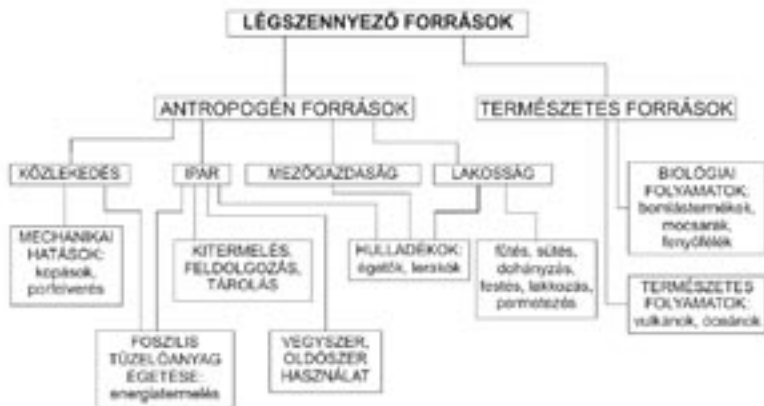 LÉGSZENNYEZŐ FORRÁSOK
ANTROPOGÉN FORRÁSOK
TERMÉSZETES FORRÁSOK
KÖZLEKEDÉS
IPAR
MEZŐGAZDASÁG
LAKOSSÁG
BIOLÓGIAI
FOLYAMATOK:
bomlástermékek,
mocsarak,
fenyőfélék
MECHANIKAI
HATÁSOK:
kopások,
porfelverés
KITERMELÉS,
FELDOLGOZÁS,
TÁROLÁS
HULLADÉKOK:
égetők, lerakók
fűtés, sütés,
dohányzás,
festés, lakkozás,
permetezés
TERMÉSZETES
FOLYAMATOK:
vulkánok, óceánok
FOSZILIS
TÜZELŐANYAG
ÉGETÉSE:
energiatermelés
VEGYSZER,
OLDÓSZER
HASZNÁLAT